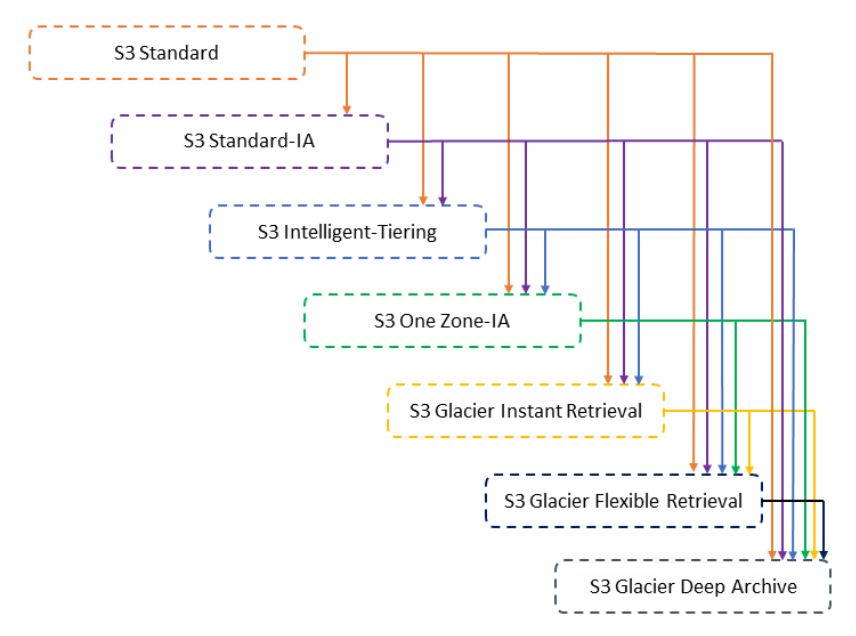 S3 Standard
S3 Standard-IA
S3 Intelligent-Tiering
S3 One Zone-IA
S3 Glacier Instant Retrieval
S3 Glacier Flexible Retrieval
S3 Glacier Deep Archive